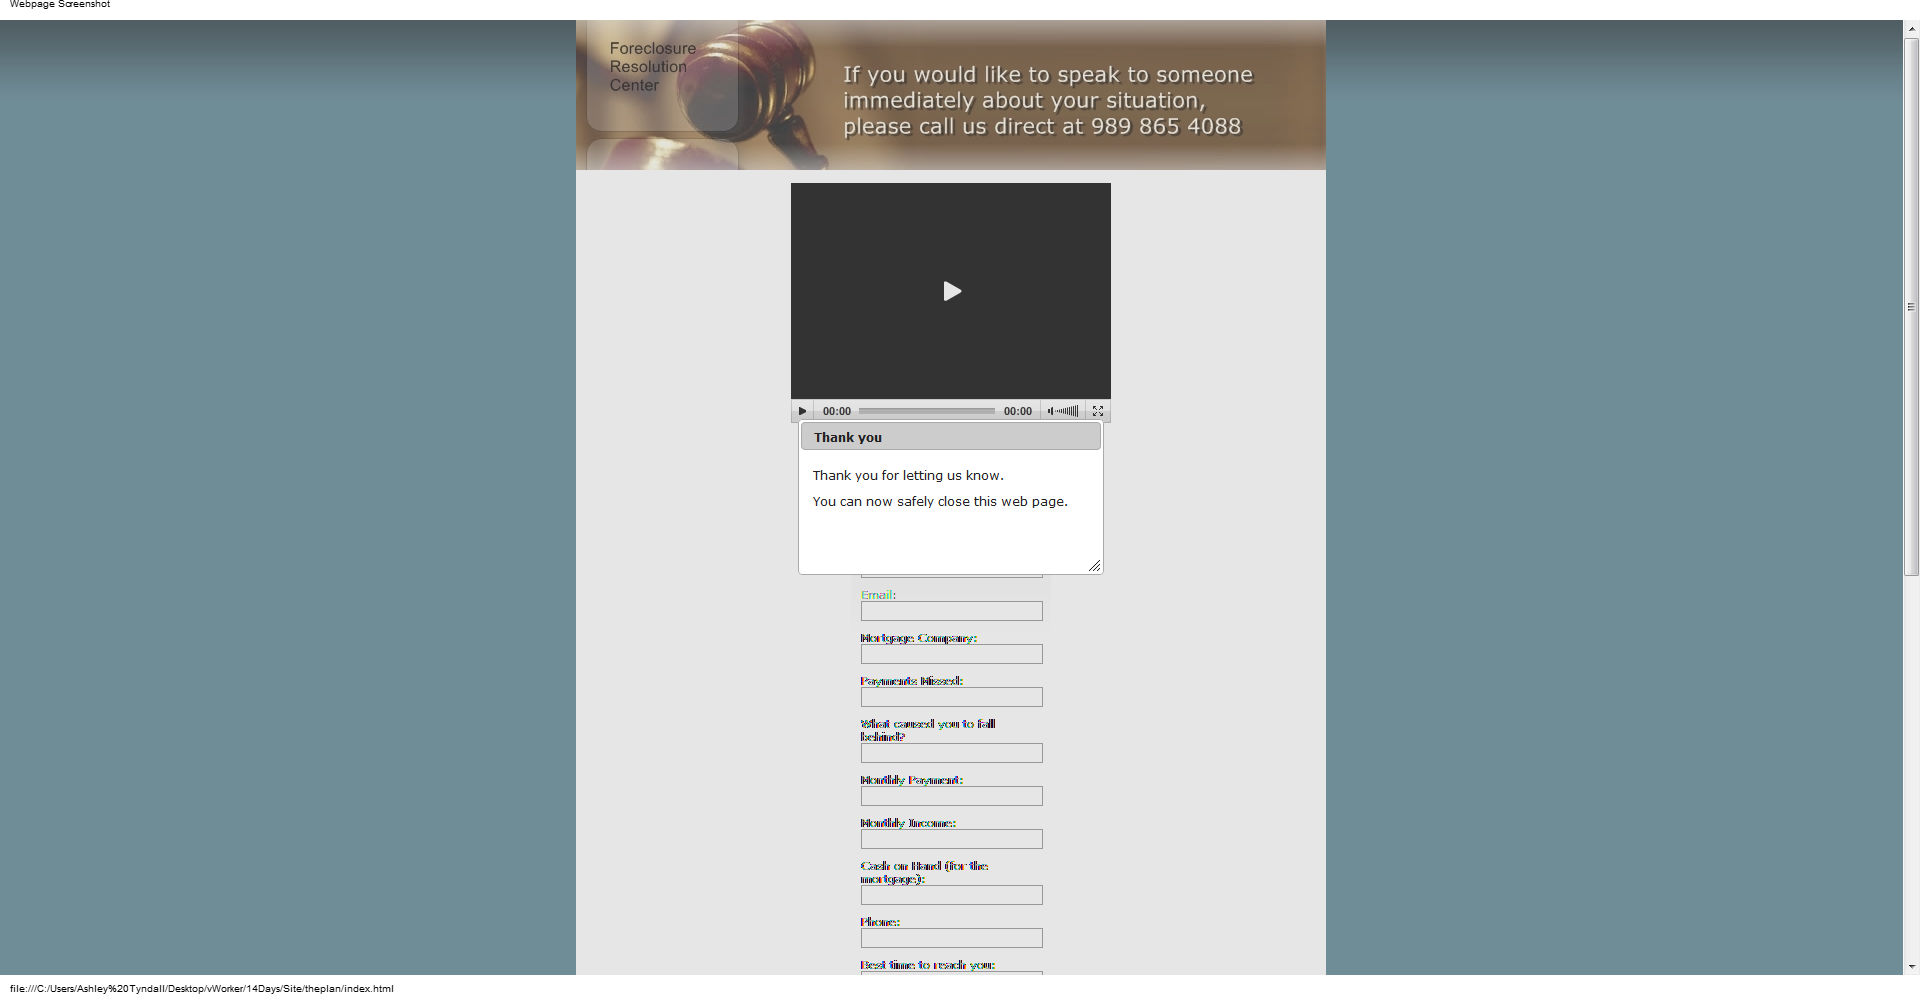 Webpage Screenshot
Foreclosure
Resolution
Center
If you would like to speak to someone
immediately about your situation,
please call us direct at 989 865 4088
00:00
00:00
Thank you
Thank you for letting us know.
You can now safely close this web page.
Email:
Mortgage Company:
Payments Missed:
What caused you to fall
behind?
Monthly Payment:
Monthly Income:
Cash on Hand (for the
mortgage):
Phone:
Best time to reach you:
file:///C:/Users/Ashley%20Tyndall/Desktop/vWorker/14Days/Site/theplan/index.html